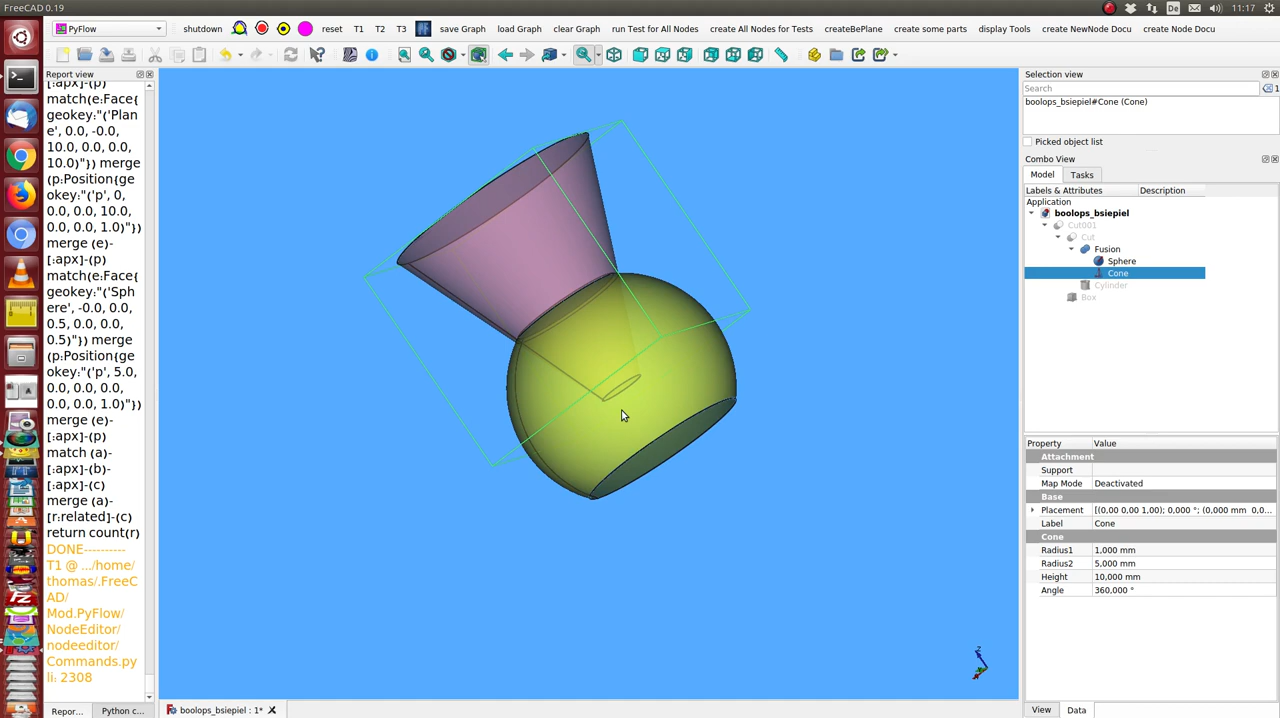 FreeCAD 0.19
De
11:17
PyFlow
shutdown
reset
T1
T2
T3
save Graph
load Graph
clear Graph
run Test for All Nodes
create All Nodes for Tests
createBePlane
create some parts
display Tools
create NewNode Docu
create Node Docu
Report view
[:apx]-(p)
match(e:Face{
geokey:"('Plan
e', 0.0, -0.0,
10.0, 0.0, 0.0,
10.0)"}) merge
(p:Position{ge
okey:"('p', 0,
0.0, 0.0, 10.0,
0.0, 0.0, 1.0)"})
merge (e)-
[:apx]-(p)
match(e:Face{
geokey:"('Sph
ere', -0.0, 0.0,
0.5, 0.0, 0.0,
0.5)"}) merge
(p:Position{ge
okey:"('p', 5.0,
0.0, 0.0, 0.0,
0.0, 0.0, 1.0)"})
merge (e)-
[:apx]-(p)
match (a)-
[:apx]-(b)-
[:apx]-(c)
merge (a)-
[r:related]-(c)
return count(r)
DONE----------
T1 @ .../home/
thomas/.FreeC
AD/
Mod.PyFlow/
NodeEditor/
nodeeditor/
Commands.py
li: 2308
Repor...
Python c...
boolops_bsiepiel : 1*
Selection view
Search
1
boolops_bsiepiel#Cone (Cone)
Picked object list
Combo View
Model
Tasks
Labels & Attributes
Description
Application
boolops_bsiepiel
Cut001
Cut
Fusion
Sphere
Cone
Cylinder
Box
Property
Value
Attachment
Support
Map Mode
Deactivated
Base
Placement
[(0,00 0,00 1,00); 0,000 °; (0,000 mm 0,0...
Label
Cone
Cone
Radius1
1,000 mm
Radius2
5,000 mm
Height
10,000 mm
Angle
360,000 °
View
Data